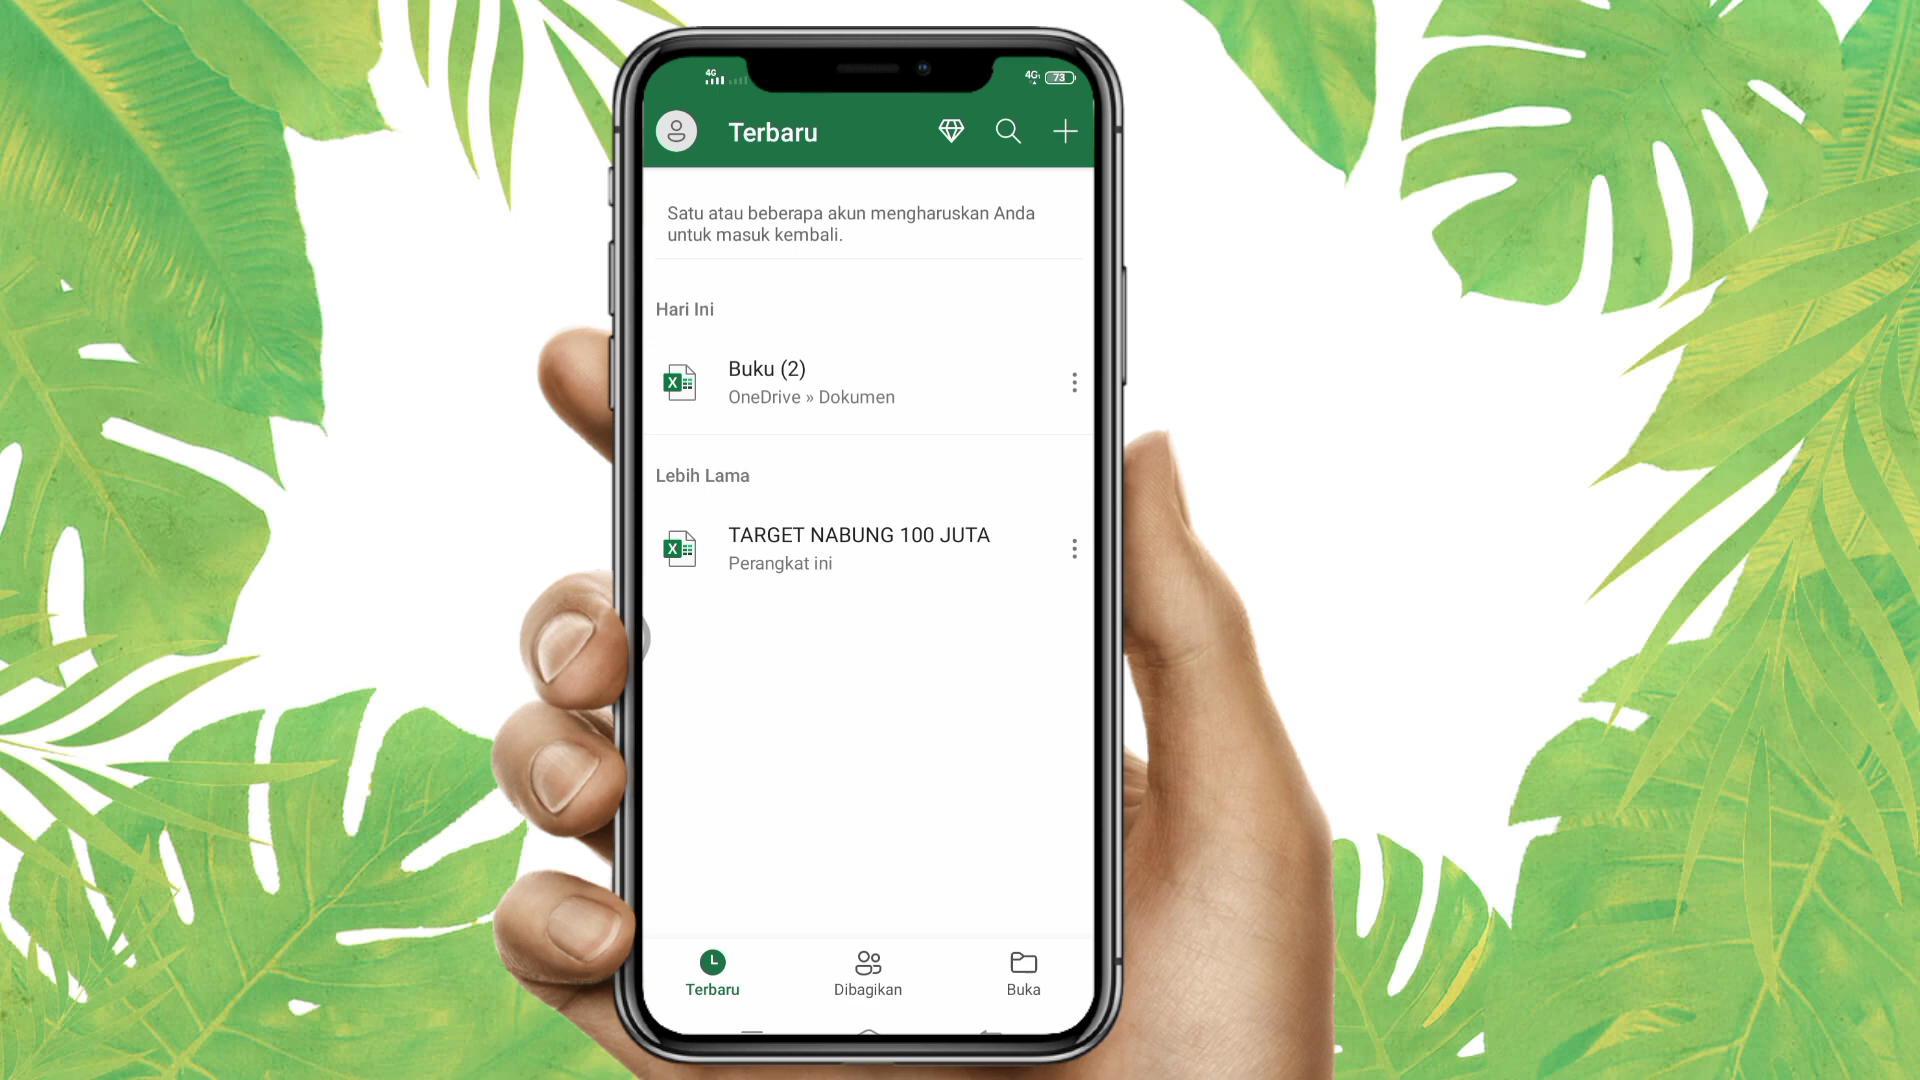 4G
4G
73
Terbaru
Satu atau beberapa akun mengharuskan Anda
untuk masuk kembali.
Hari Ini
X
Buku (2)
OneDrive » Dokumen
Lebih Lama
X
TARGET NABUNG 100 JUTA
Perangkat ini
Terbaru
Dibagikan
Buka